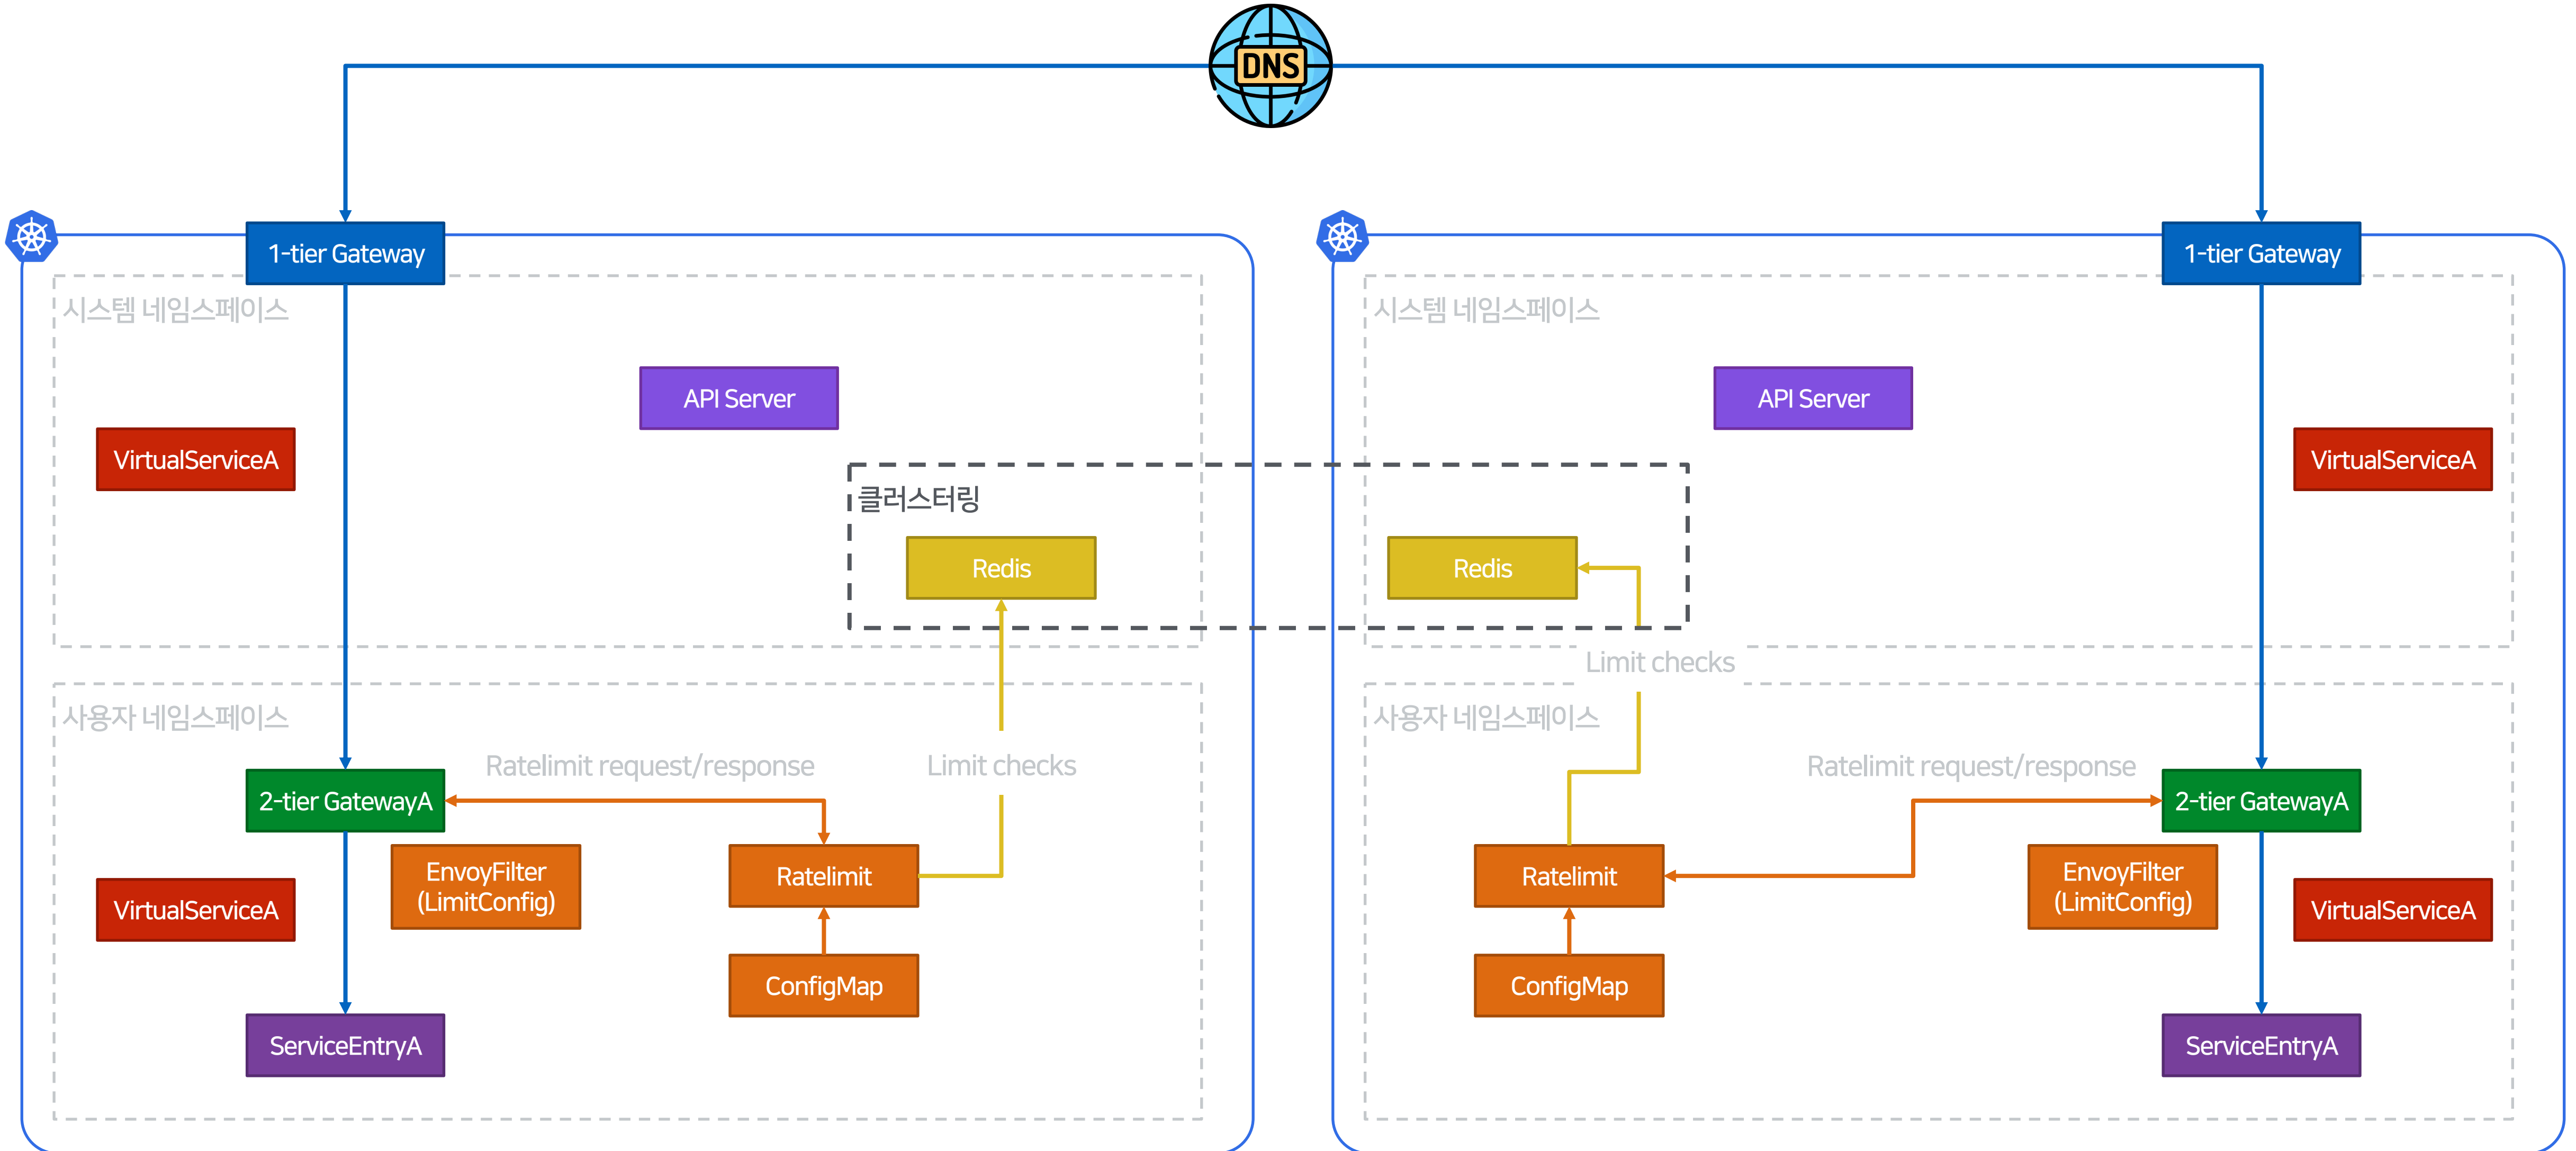 DNS
1-tier Gateway
시스템 네임스페이스
API Server
VirtualServiceA
클러스터링
Redis
사용자 네임스페이스
Ratelimit request/response
Limit checks
2-tier GatewayA
EnvoyFilter
(LimitConfig)
Ratelimit
VirtualServiceA
ConfigMap
ServiceEntryA
1-tier Gateway
시스템 네임스페이스
API Server
VirtualServiceA
Redis
Limit checks
사용자 네임스페이스
Ratelimit request/response
2-tier GatewayA
Ratelimit
EnvoyFilter
(LimitConfig)
VirtualServiceA
ConfigMap
ServiceEntryA